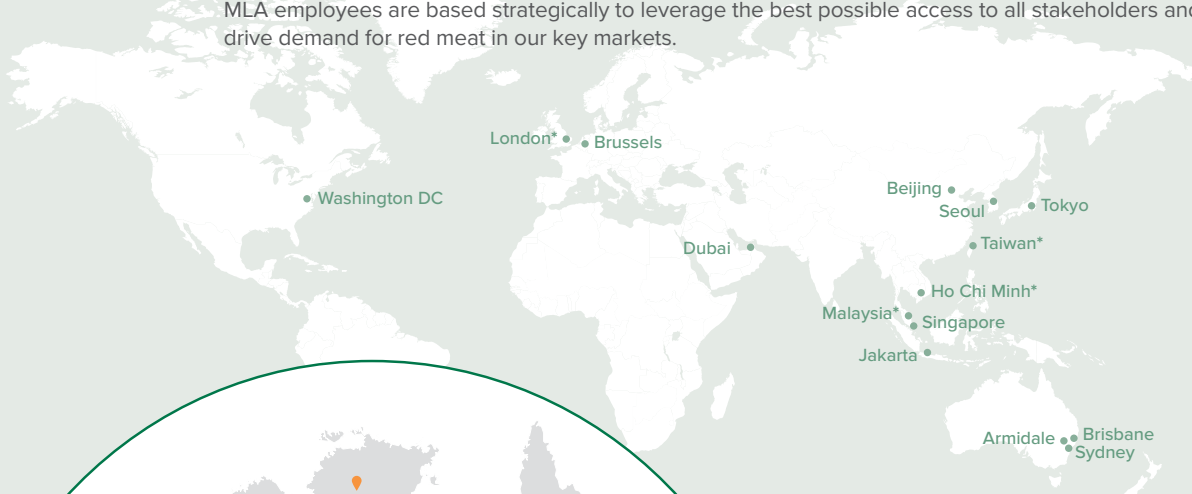 MLA employees are based strategically to leverage the best possible access to all stakeholders and
drive demand for red meat in our key markets.
London*
Brussels
Washington DC
Beijing
Seoul
Tokyo
Dubai
Taiwan*
Ho Chi Minh*
Malaysia*
Singapore
Jakarta
Armidale
Brisbane
Sydney